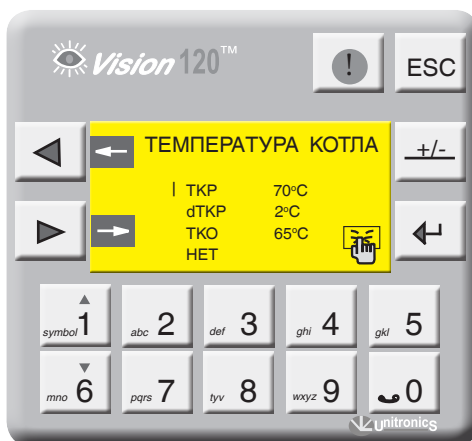 Vision 120™
!
ESC
ТЕМПЕРАТУРА КОТЛА
+/-
ТКР 70°C
dТКР 2°C
ТКО 65°C
НЕТ
symbol 1
abc 2
def 3
ghi 4
gkl 5
mno 6
pqrs 7
tyv 8
wxyz 9
0
unitronics